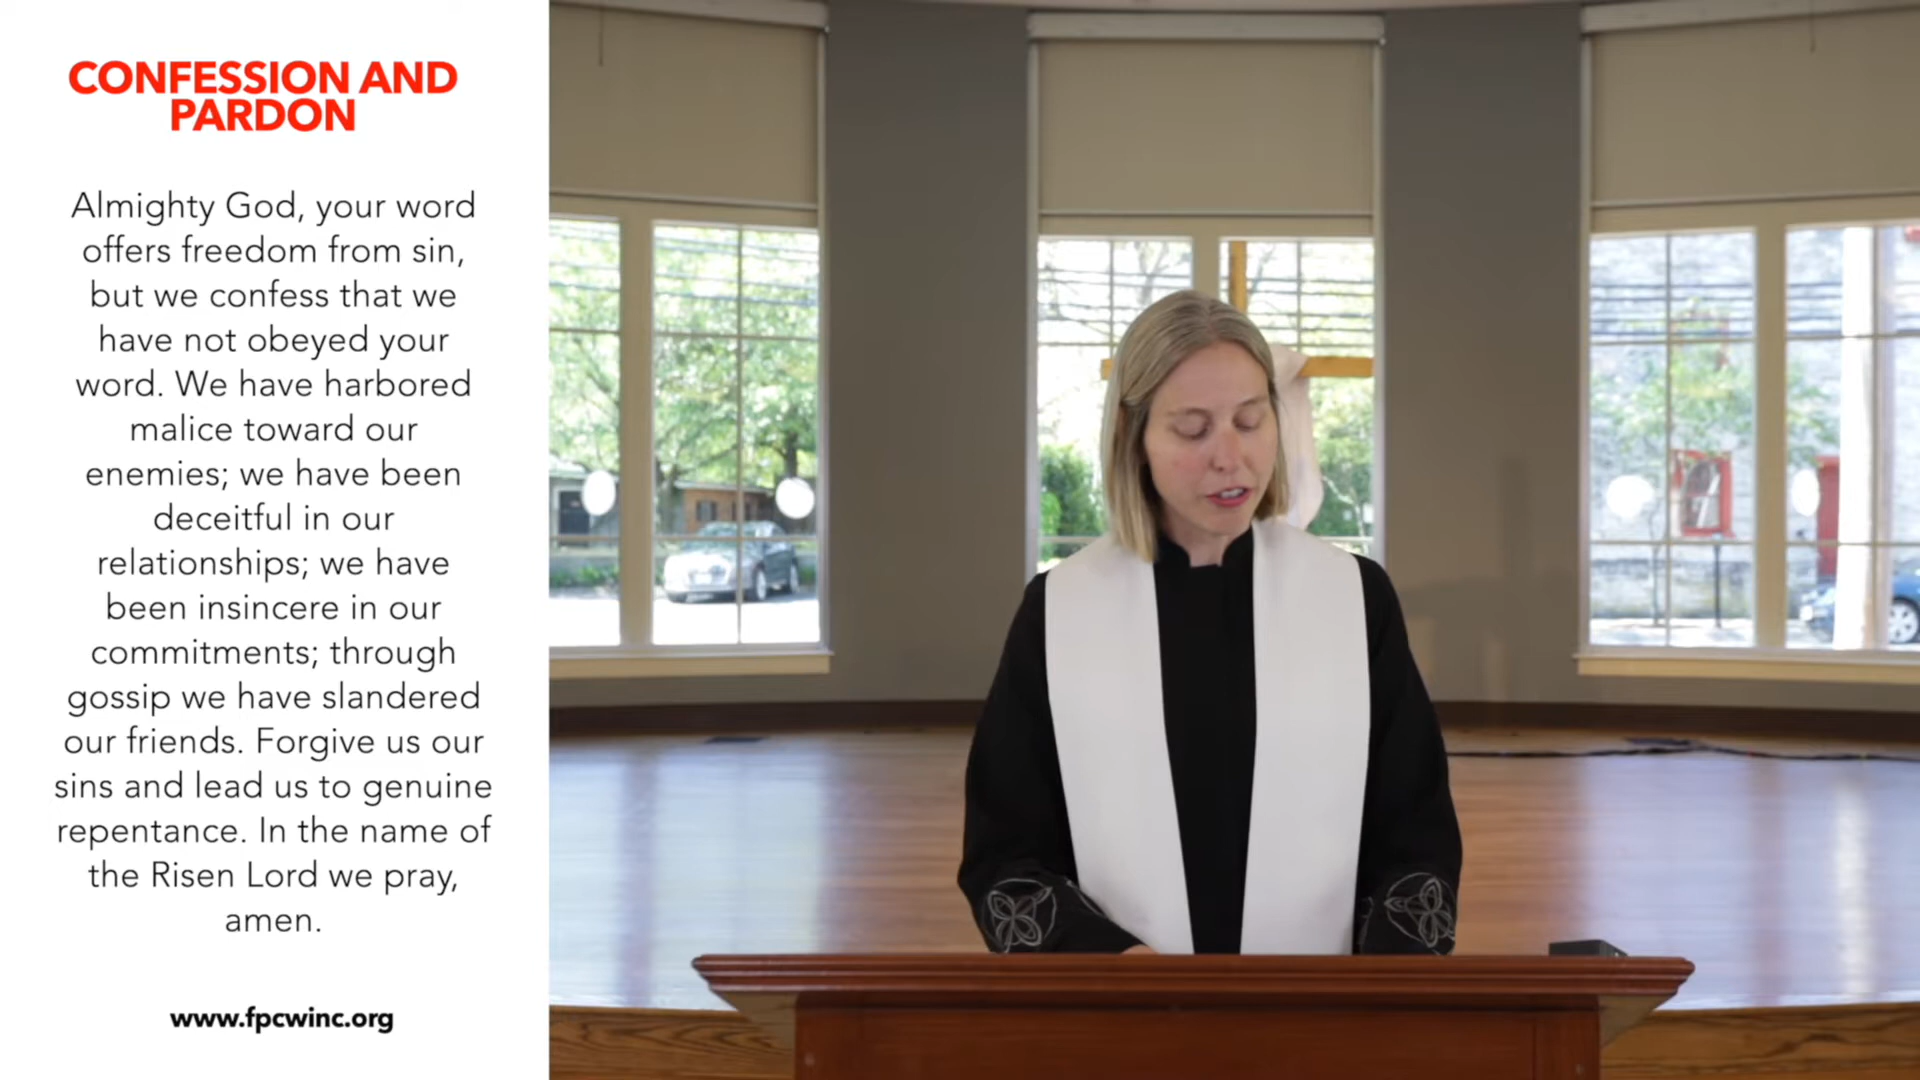 CONFESSION AND
PARDON
Almighty God, your word
offers freedom from sin,
but we confess that we
have not obeyed your
word. We have harbored
malice toward our
enemies; we have been
deceitful in our
relationships; we have
been insincere in our
commitments; through
gossip we have slandered
our friends. Forgive us our
sins and lead us to genuine
repentance. In the name of
the Risen Lord we pray,
amen.
www.fpcwinc.org